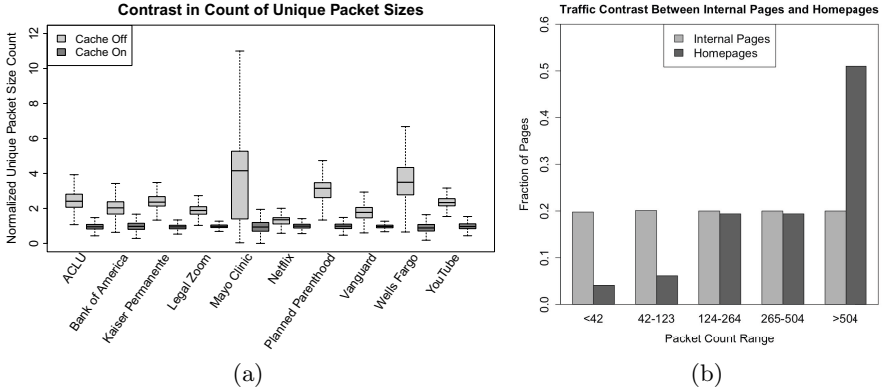 Contrast in Count of Unique Packet Sizes
Normalized Unique Packet Size Count
0
2
4
6
8
10
12
Cache Off
Cache On
ACLU
Bank of America
Kaiser Permanente
Legal Zoom
Mayo Clinic
Netflix
Planned Parenthood
Vanguard
Wells Fargo
YouTube
(a)
Traffic Contrast Between Internal Pages and Homepages
Fraction of Pages
0.0
0.1
0.2
0.3
0.4
0.5
0.6
Internal Pages
Homepages
<42
42-123
124-264
265-504
>504
Packet Count Range
(b)